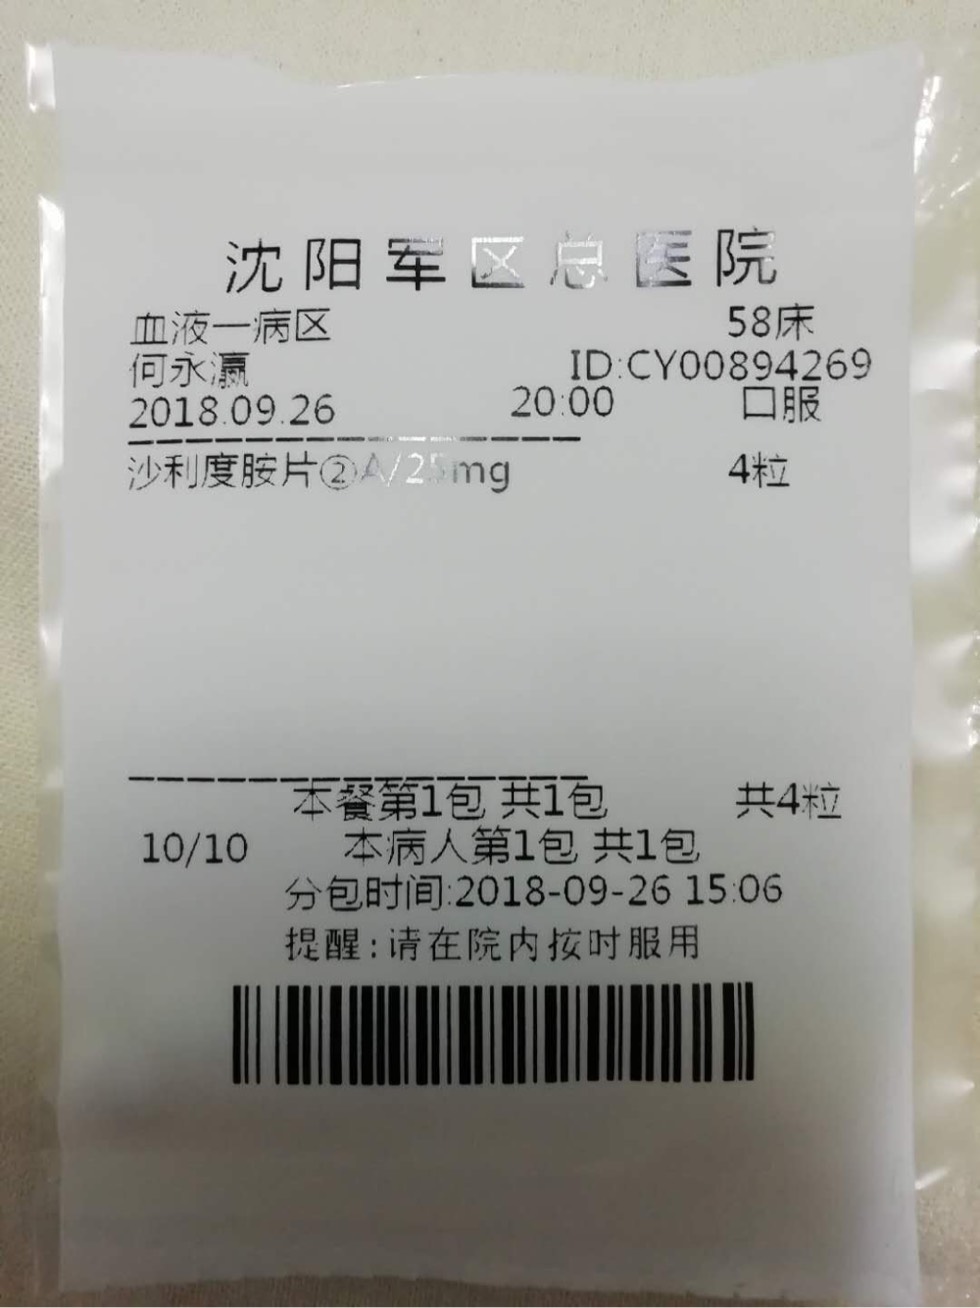 沈阳军区总医院
血液一病区 58床
何永瀛 ID:CY00894269
2018.09.26 20:00 口服
沙利度胺片②A/25mg 4粒
本餐第1包 共1包 共4粒
10/10 本病人第1包 共1包
分包时间:2018-09-26 15:06
提醒:请在院内按时服用